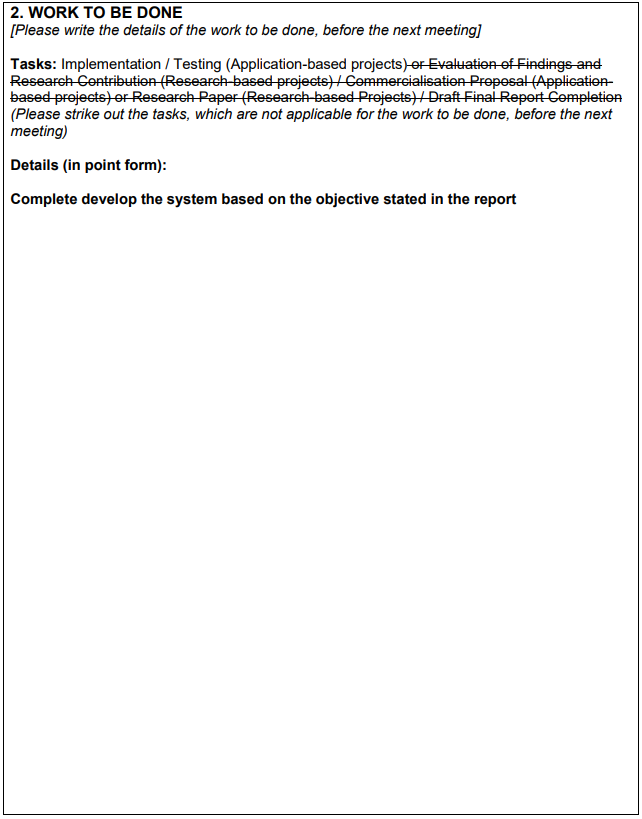 2. WORK TO BE DONE
[Please write the details of the work to be done, before the next meeting]
Tasks: Implementation / Testing (Application-based projects) or Evaluation of Findings and
Research Contribution (Research-based projects) / Commercialisation Proposal (Application-
based projects) or Research Paper (Research-based Projects) / Draft Final Report Completion
(Please strike out the tasks, which are not applicable for the work to be done, before the next
meeting)
Details (in point form):
Complete develop the system based on the objective stated in the report